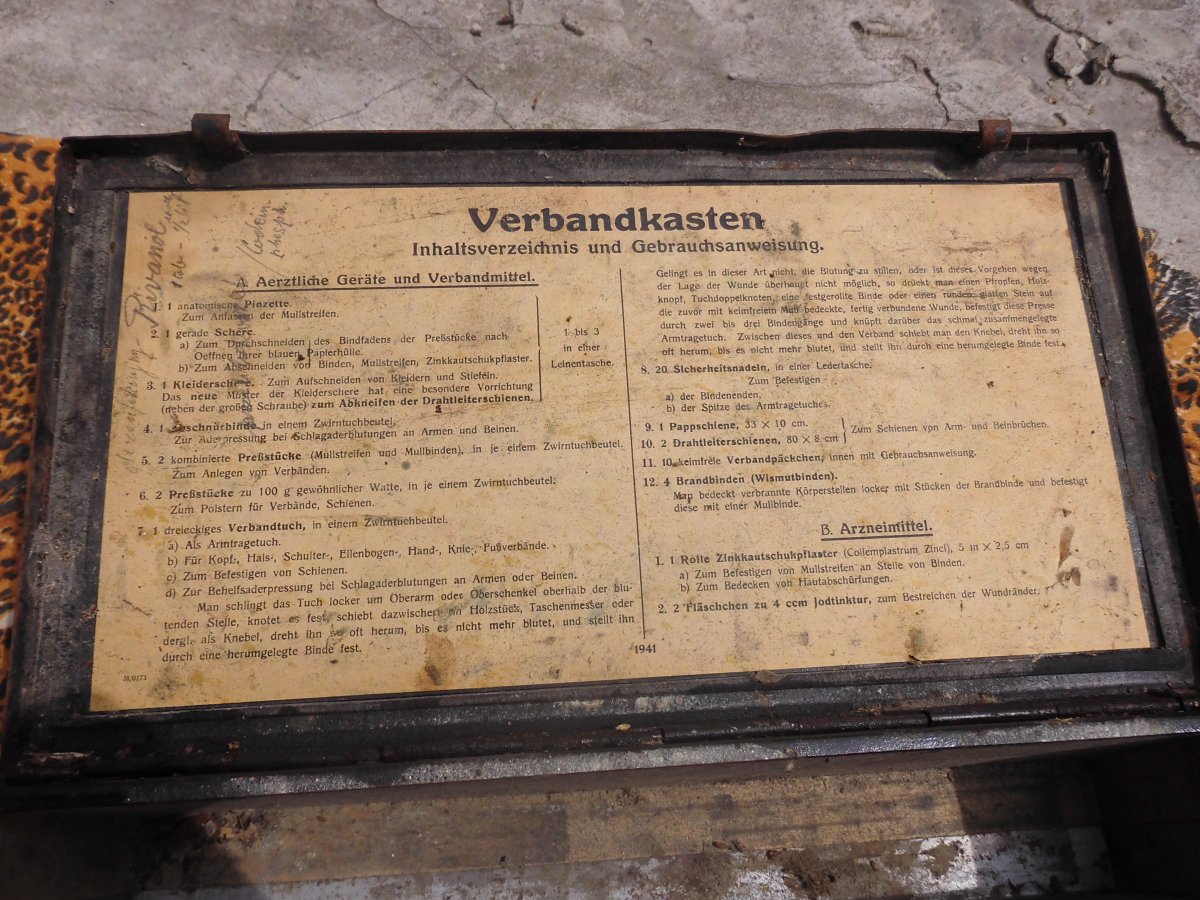 Verbandkasten
Inhaltsverzeichnis und Gebrauchsanweisung.
A Aerztliche Geräte und Verbandmittel.
1. 1 anatomische Pinzette.
Zum Anfassen der Mullstreifen.
2. 1 gerade Schere.
a) Zum Durchschneiden des Bindfadens der Preßstücke nach
Oeffnen ihrer blauen Papierhülle.
b) Zum Abschneiden von Binden, Mullstreifen, Zinkkautschukpflaster.
3. 1 Kleiderschere. Zum Aufschneiden von Kleidern und Stiefeln.
Das neue Muster der Kleiderschere hat eine besondere Vorrichtung
(neben der großen Schraube) zum Abkneifen der Drahtleiterschienen.
1 bis 3
in einer
Leinentasche.
4. 1 Abschnürbinde in einem Zwirntuchbeutel.
Zur Aderpressung bei Schlagaderblutungen an Armen und Beinen.
5. 2 kombinierte Preßstücke (Mullstreifen und Mullbinden), in je einem Zwirntuchbeutel.
Zum Anlegen von Verbänden.
6. 2 Preßstücke zu 100 g gewöhnlicher Watte, in je einem Zwirntuchbeutel.
Zum Polstern für Verbände, Schienen.
7. 1 dreieckiges Verbandtuch, in einem Zwirntuchbeutel.
a) Als Armtragetuch.
b) Für Kopf-, Hals-, Schulter-, Ellenbogen-, Hand-, Knie-, Fußverbände.
c) Zum Befestigen von Schienen.
d) Zur Behelfsaderpressung bei Schlagaderblutungen an Armen oder Beinen.
Man schlingt das Tuch locker um Oberarm oder Oberschenkel oberhalb der blu-
tenden Stelle, knotet es fest, schiebt dazwischen ein Holzstück, Taschenmesser oder
dergl. als Knebel, dreht ihn so oft herum, bis es nicht mehr blutet, und stellt ihn
durch eine herumgelegte Binde fest.
Gelingt es in dieser Art nicht, die Blutung zu stillen, oder ist dieses Vorgehen wegen
der Lage der Wunde überhaupt nicht möglich, so drückt man einen Pfropfen, Holz-
knopf, Tuchdoppelknoten, eine festgerollte Binde oder einen runden, glatten Stein auf
die zuvor mit keimfreiem Mull bedeckte, fertig verbundene Wunde, befestigt diese Presse
durch zwei bis drei Bindengänge und knüpft darüber das schmal zusammengelegte
Armtragetuch. Zwischen dieses und den Verband schiebt man den Knebel, dreht ihn so
oft herum, bis es nicht mehr blutet, und stellt ihn durch eine herumgelegte Binde fest.
8. 20 Sicherheitsnadeln, in einer Ledertasche.
Zum Befestigen
a) der Bindenenden,
b) der Spitze des Armtragetuches.
9. 1 Pappschiene, 33 × 10 cm.
10. 2 Drahtleiterschienen, 80 × 8 cm
Zum Schienen von Arm- und Beinbrüchen.
11. 10 keimfreie Verbandpäckchen, innen mit Gebrauchsanweisung.
12. 4 Brandbinden (Wismutbinden).
Man bedeckt verbrannte Körperstellen locker mit Stücken der Brandbinde und befestigt
diese mit einer Mullbinde.
B. Arzneimittel.
1. 1 Rolle Zinkkautschukpflaster (Collemplastrum Zinci), 5 m × 2,5 cm
a) Zum Befestigen von Mullstreifen an Stelle von Binden.
b) Zum Bedecken von Hautabschürfungen.
2. 2 Fläschchen zu 4 ccm Jodtinktur, zum Bestreichen der Wundränder.
1941
M/0173
Rivanol
Codein
phosph.